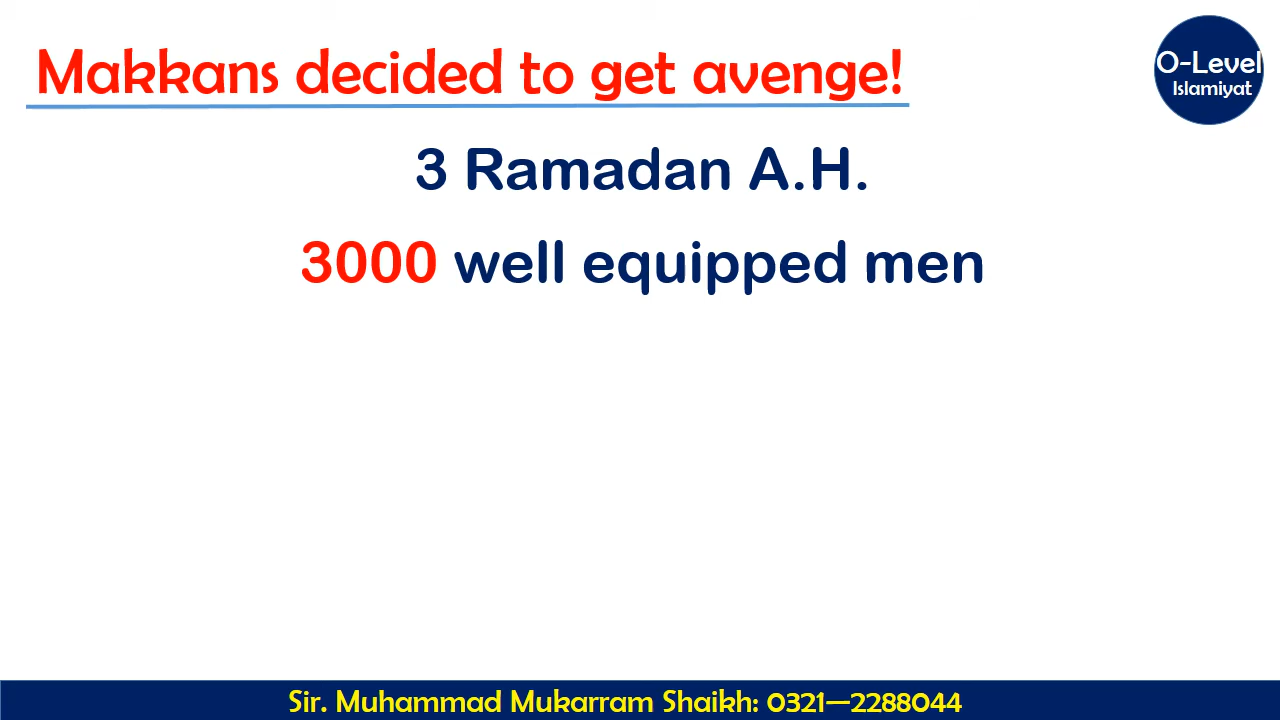 Makkans decided to get avenge!
O-Level
Islamiyat
3 Ramadan A.H.
3000 well equipped men
Sir. Muhammad Mukarram Shaikh: 0321—2288044